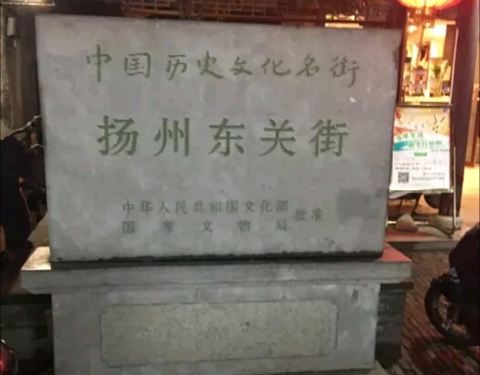 中国历史文化名街
扬州东关街
中华人民共和国文化部
国家文物局
批准